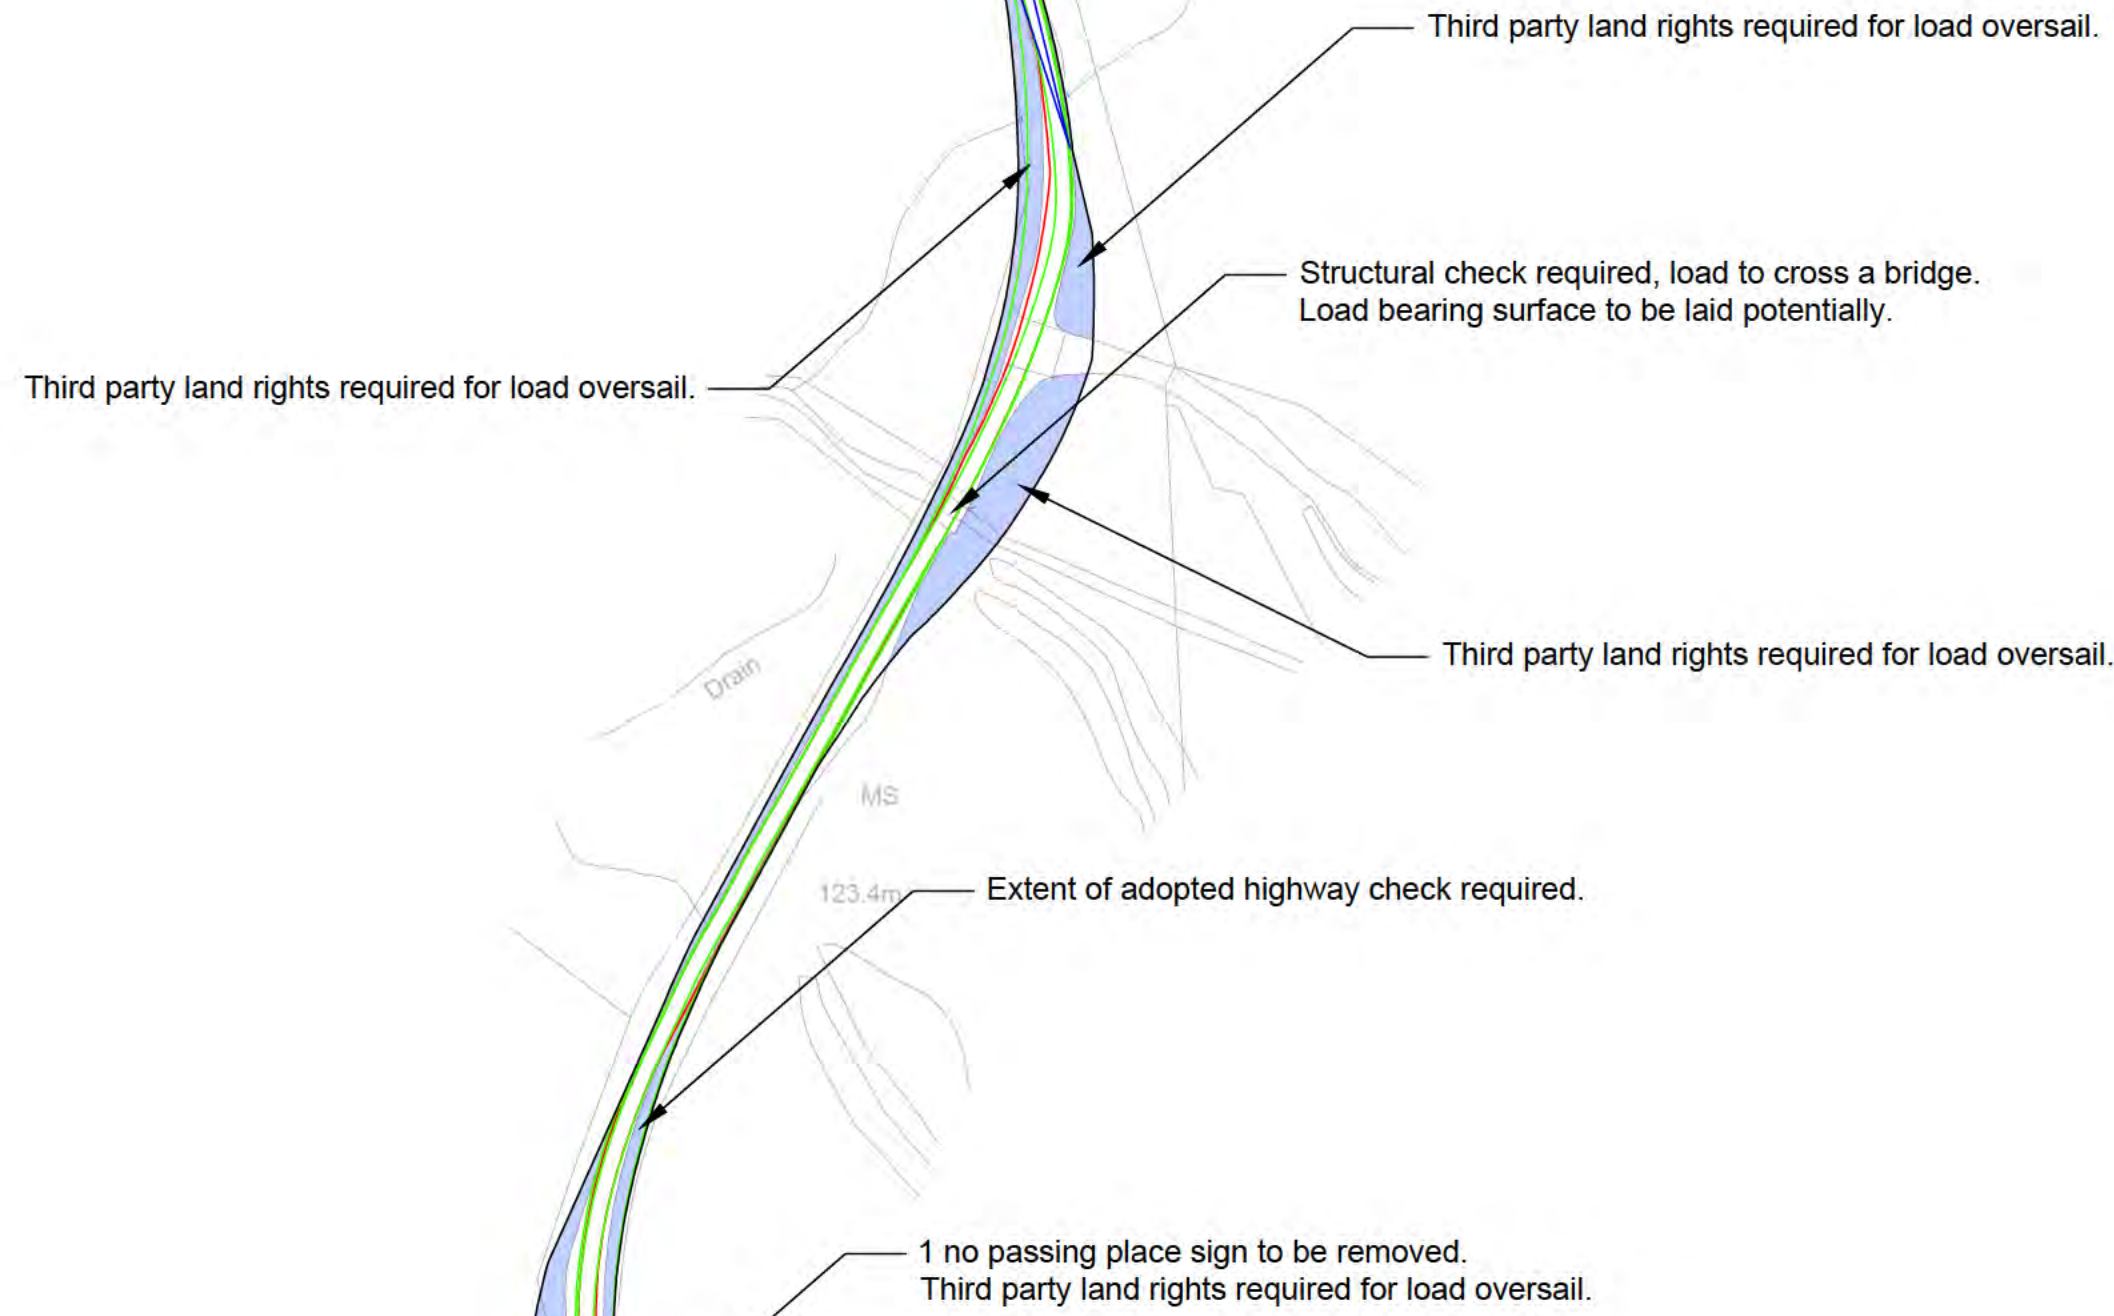 Third party land rights required for load oversail.
Structural check required, load to cross a bridge.
Load bearing surface to be laid potentially.
Third party land rights required for load oversail.
Third party land rights required for load oversail.
Drain
MS
123.4m
Extent of adopted highway check required.
1 no passing place sign to be removed.
Third party land rights required for load oversail.